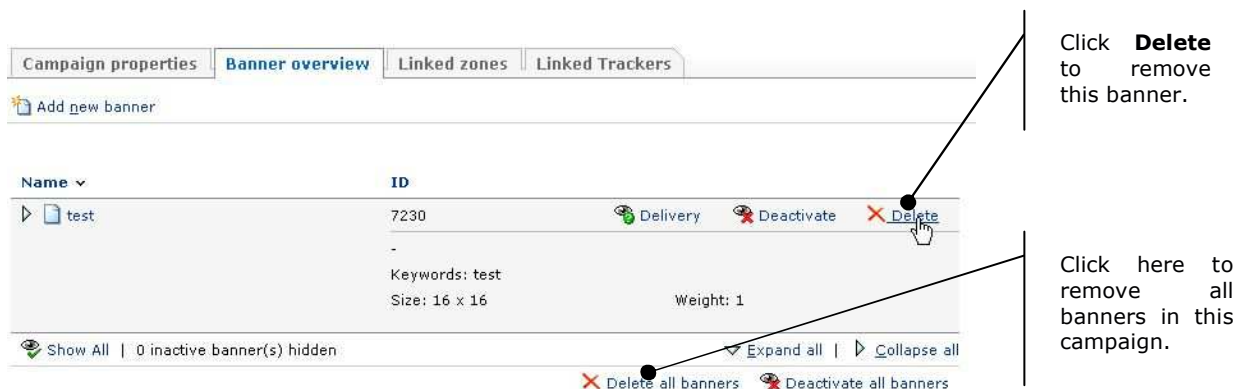 Campaign properties Banner overview Linked zones Linked Trackers
Add new banner
Name ID
test 7230 Delivery Deactivate Delete
-
Keywords: test
Size: 16 x 16 Weight: 1
Show All | 0 inactive banner(s) hidden Expand all | Collapse all
Delete all banners Deactivate all banners
Click Delete
to remove
this banner.
Click here to
remove all
banners in this
campaign.